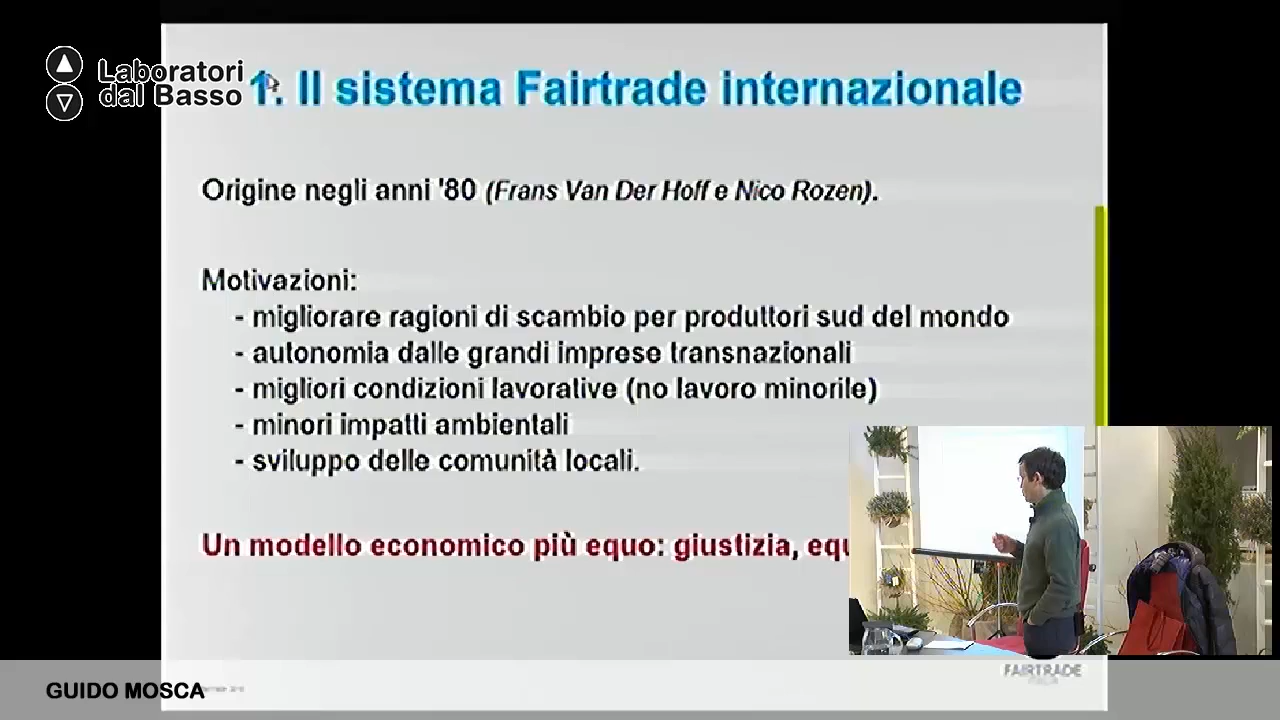 Laboratori
dal Basso
1. Il sistema Fairtrade internazionale
Origine negli anni '80 (Frans Van Der Hoff e Nico Rozen).
Motivazioni:
- migliorare ragioni di scambio per produttori sud del mondo
- autonomia dalle grandi imprese transnazionali
- migliori condizioni lavorative (no lavoro minorile)
- minori impatti ambientali
- sviluppo delle comunità locali.
Un modello economico più equo: giustizia, equ
FAIRTRADE
GUIDO MOSCA